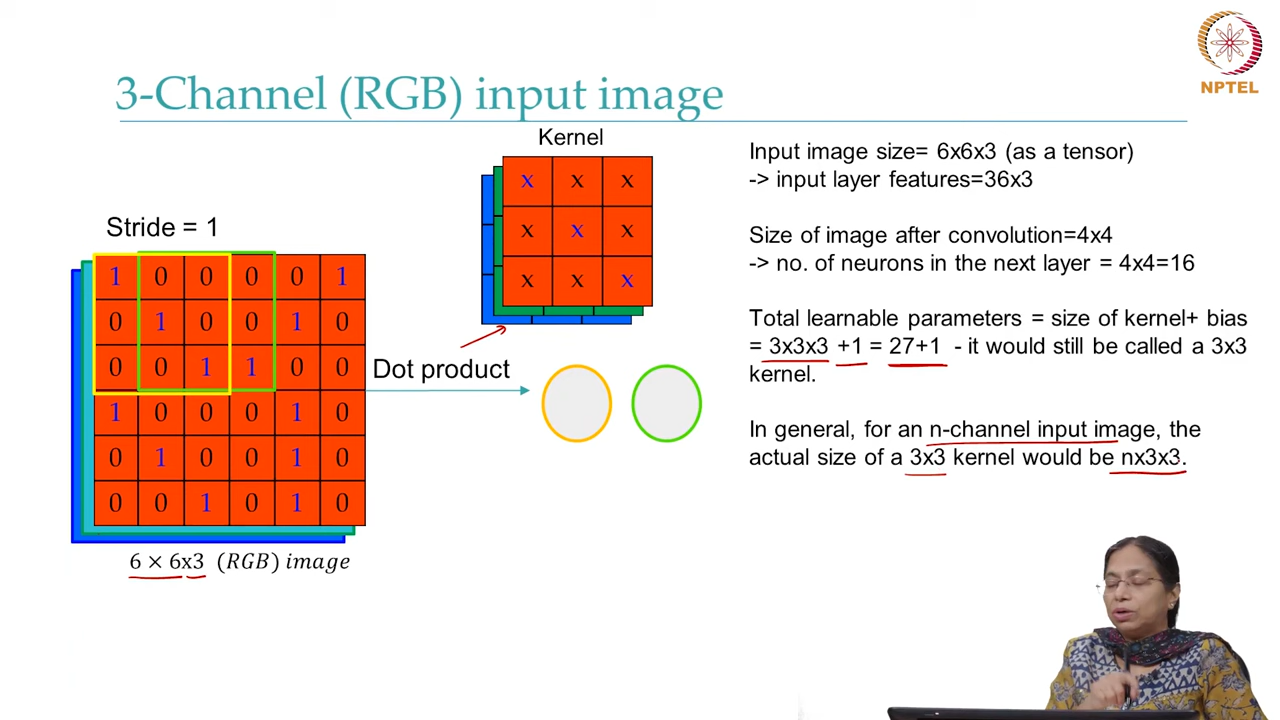 NPTEL
3-Channel (RGB) input image
Kernel
x x x
x x x
x x x
Stride = 1
1 0 0 0 0 1
0 1 0 0 1 0
0 0 1 1 0 0
1 0 0 0 1 0
0 1 0 0 1 0
0 0 1 0 1 0
6 × 6x3 (RGB) image
Dot product
Input image size= 6x6x3 (as a tensor)
-> input layer features=36x3
Size of image after convolution=4x4
-> no. of neurons in the next layer = 4x4=16
Total learnable parameters = size of kernel+ bias
= 3x3x3 +1 = 27+1 - it would still be called a 3x3
kernel.
In general, for an n-channel input image, the
actual size of a 3x3 kernel would be nx3x3.